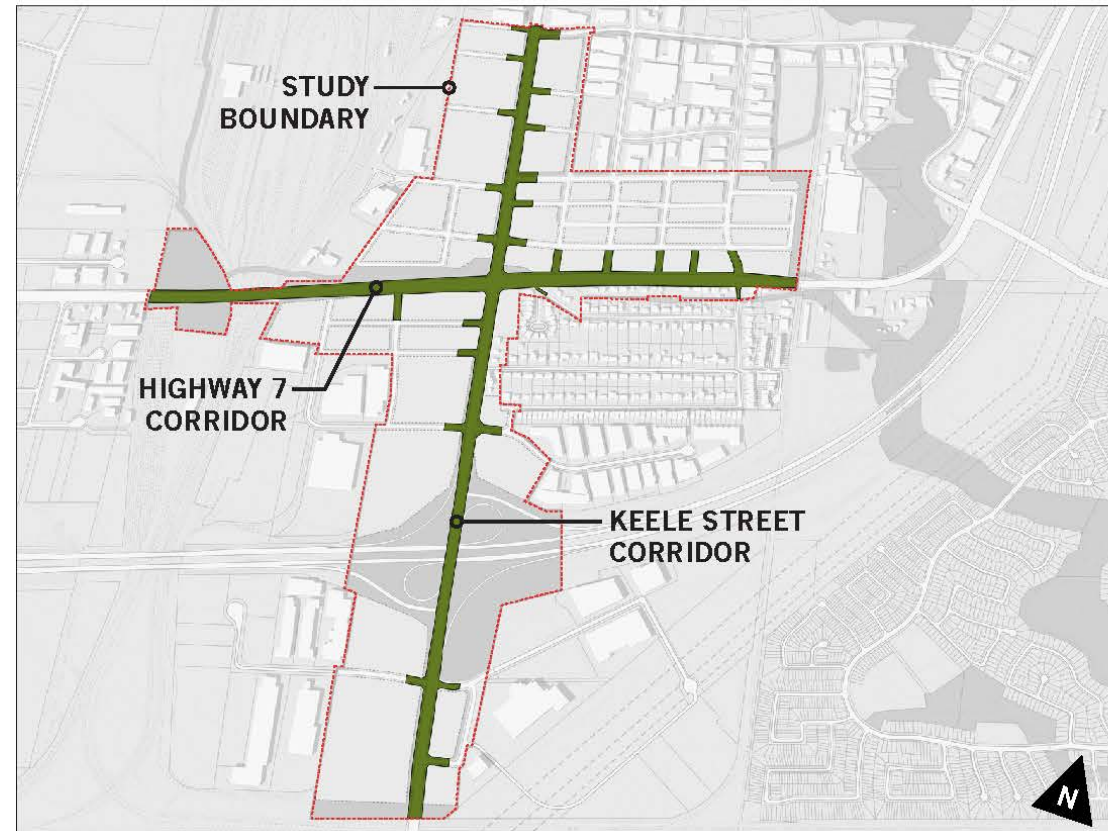 STUDY
BOUNDARY
HIGHWAY 7
CORRIDOR
KEELE STREET
CORRIDOR
N